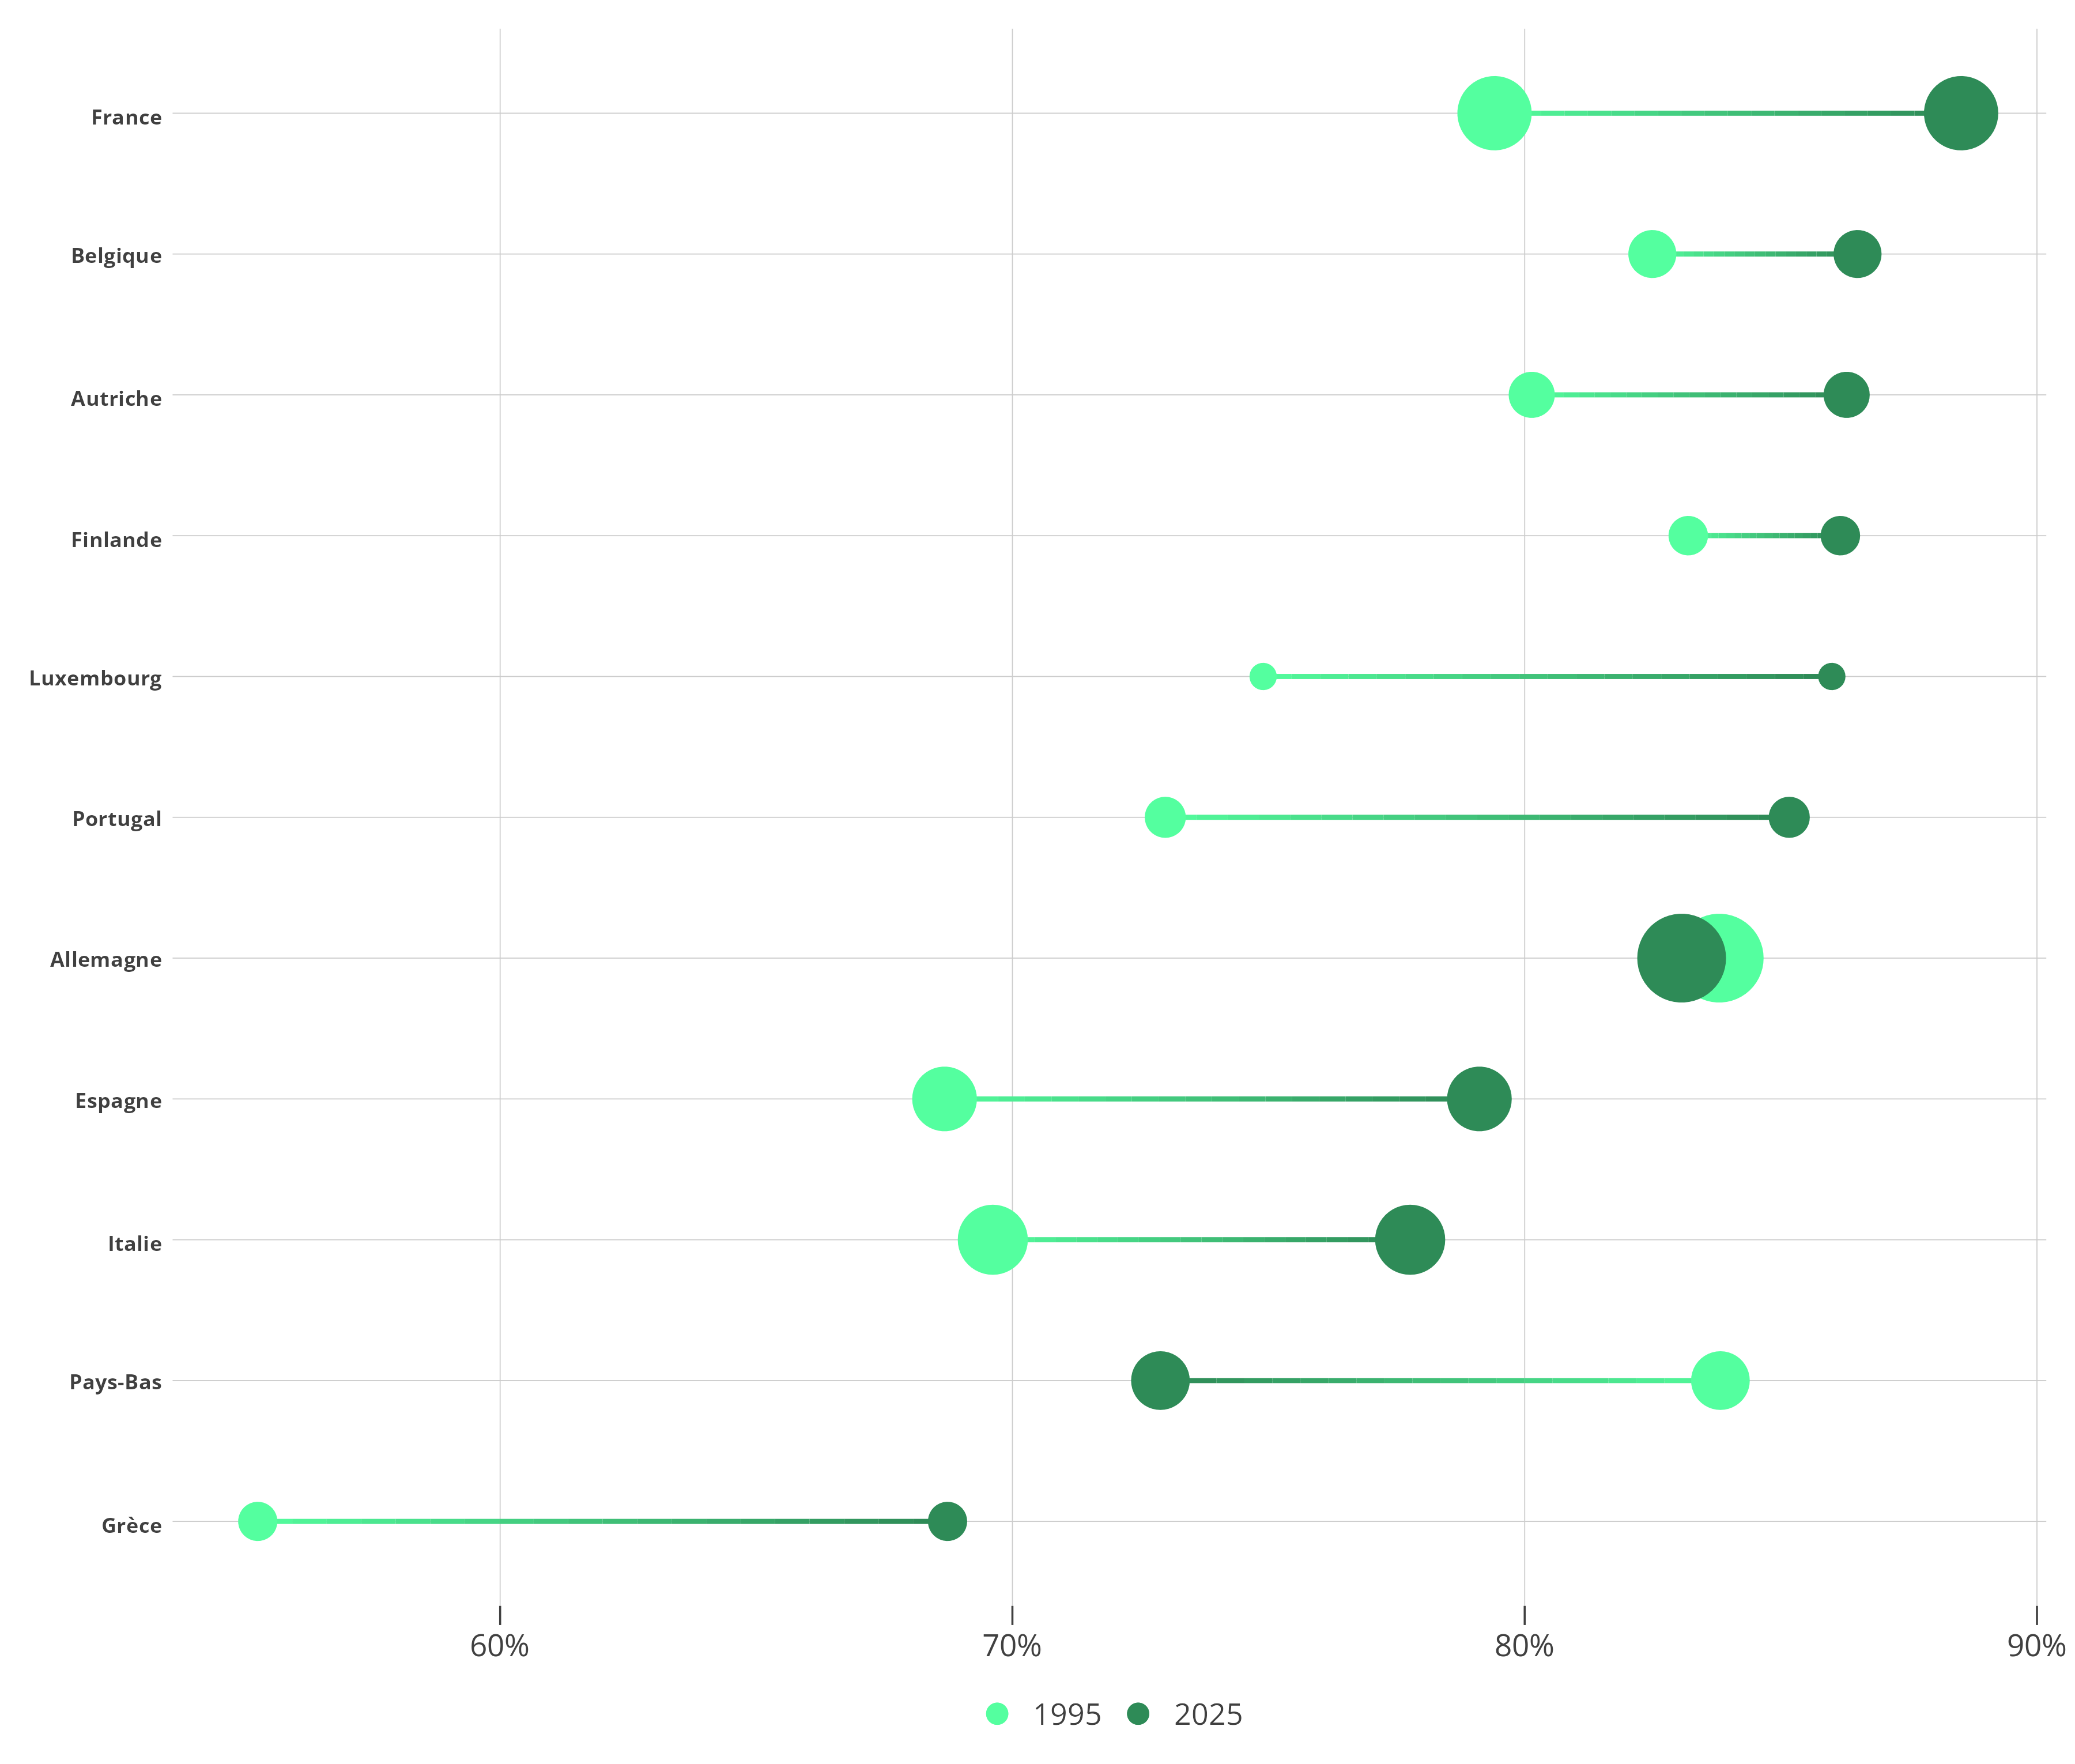 France
Belgique
Autriche
Finlande
Luxembourg
Portugal
Allemagne
Espagne
Italie
Pays-Bas
Grèce
60% 70% 80% 90%
1995 2025